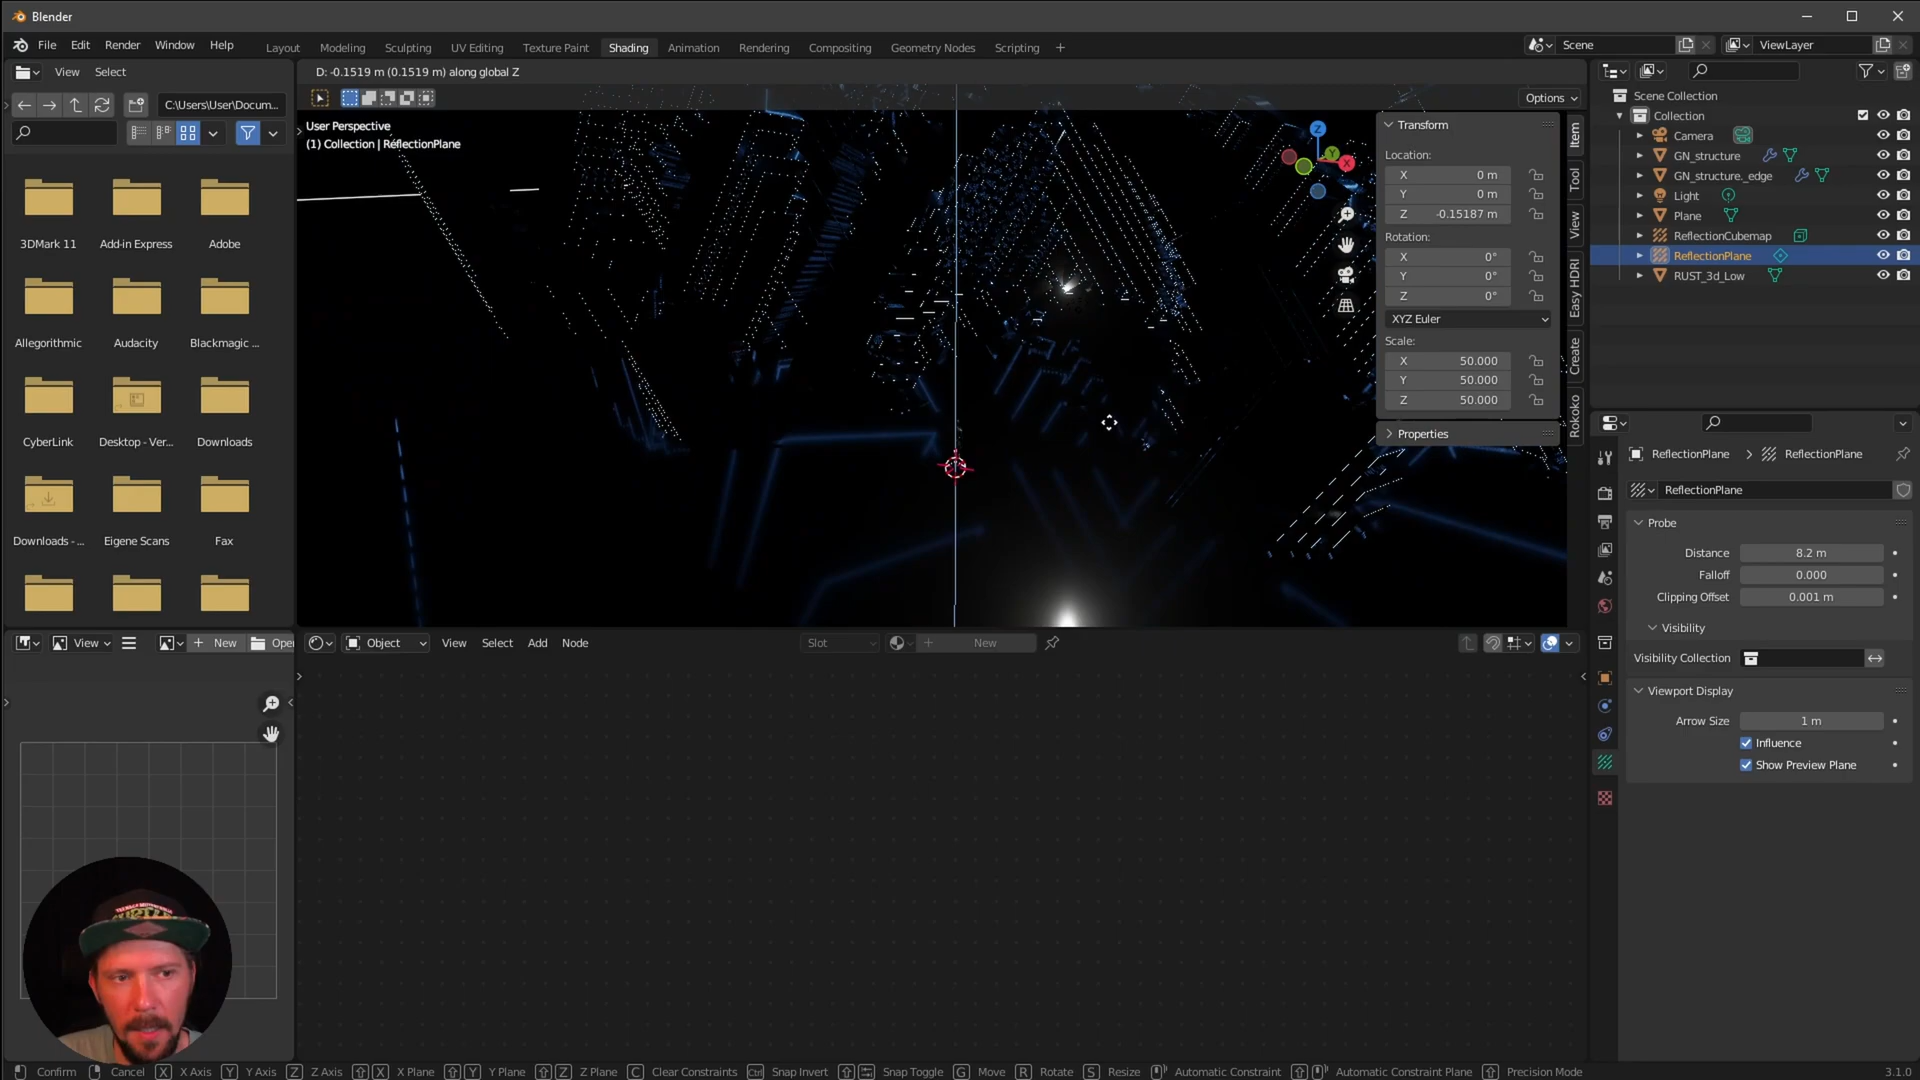 Blender
File Edit Render Window Help
Layout Modeling Sculpting UV Editing Texture Paint Shading Animation Rendering Compositing Geometry Nodes Scripting +
Scene
ViewLayer
View Select
D: -0.1519 m (0.1519 m) along global Z
C:\Users\User\Docum...
Options
User Perspective
(1) Collection | ReflectionPlane
3DMark 11 Add-in Express Adobe
Allegorithmic Audacity Blackmagic ...
CyberLink Desktop - Ver... Downloads
Downloads - ... Eigene Scans Fax
Z
Y
X
Transform
Location:
X 0 m
Y 0 m
Z -0.15187 m
Rotation:
X 0°
Y 0°
Z 0°
XYZ Euler
Scale:
X 50.000
Y 50.000
Z 50.000
Properties
Item
Tool
View
Easy HDRI
Create
Rokoko
Scene Collection
Collection
Camera
GN_structure
GN_structure._edge
Light
Plane
ReflectionCubemap
ReflectionPlane
RUST_3d_Low
ReflectionPlane > ReflectionPlane
ReflectionPlane
Probe
Distance 8.2 m
Falloff 0.000
Clipping Offset 0.001 m
Visibility
Visibility Collection
Viewport Display
Arrow Size 1 m
Influence
Show Preview Plane
View New Open
Object View Select Add Node Slot New
Confirm Cancel X X Axis Y Y Axis Z Z Axis X X Plane Y Y Plane Z Z Plane C Clear Constraints Ctrl Snap Invert Snap Toggle G Move R Rotate S Resize Automatic Constraint Automatic Constraint Plane Precision Mode 3.1.0